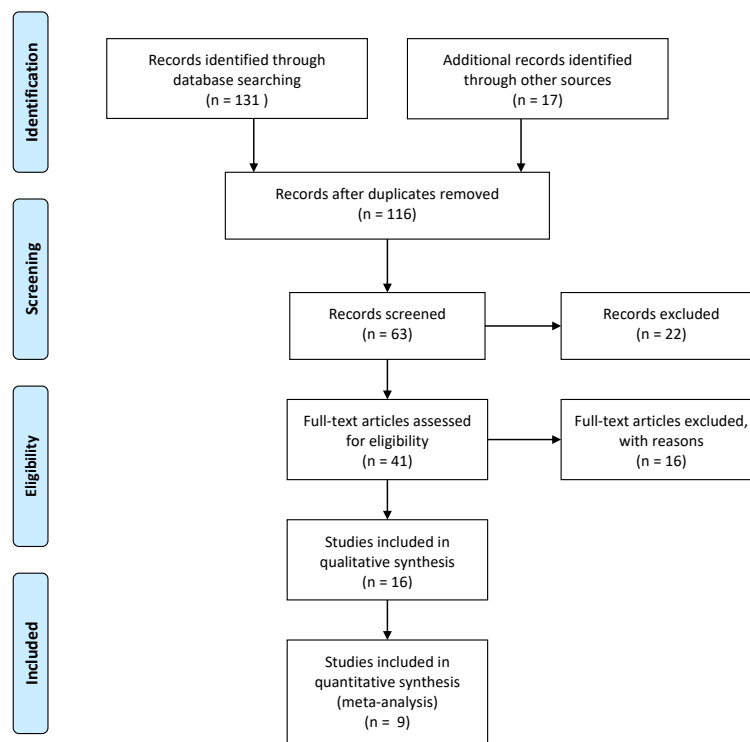 Identification
Records identified through
database searching
(n = 131 )
Additional records identified
through other sources
(n = 17)
Records after duplicates removed
(n = 116)
Screening
Records screened
(n = 63)
Records excluded
(n = 22)
Eligibility
Full-text articles assessed
for eligibility
(n = 41)
Full-text articles excluded,
with reasons
(n = 16)
Studies included in
qualitative synthesis
(n = 16)
Included
Studies included in
quantitative synthesis
(meta-analysis)
(n =  9)